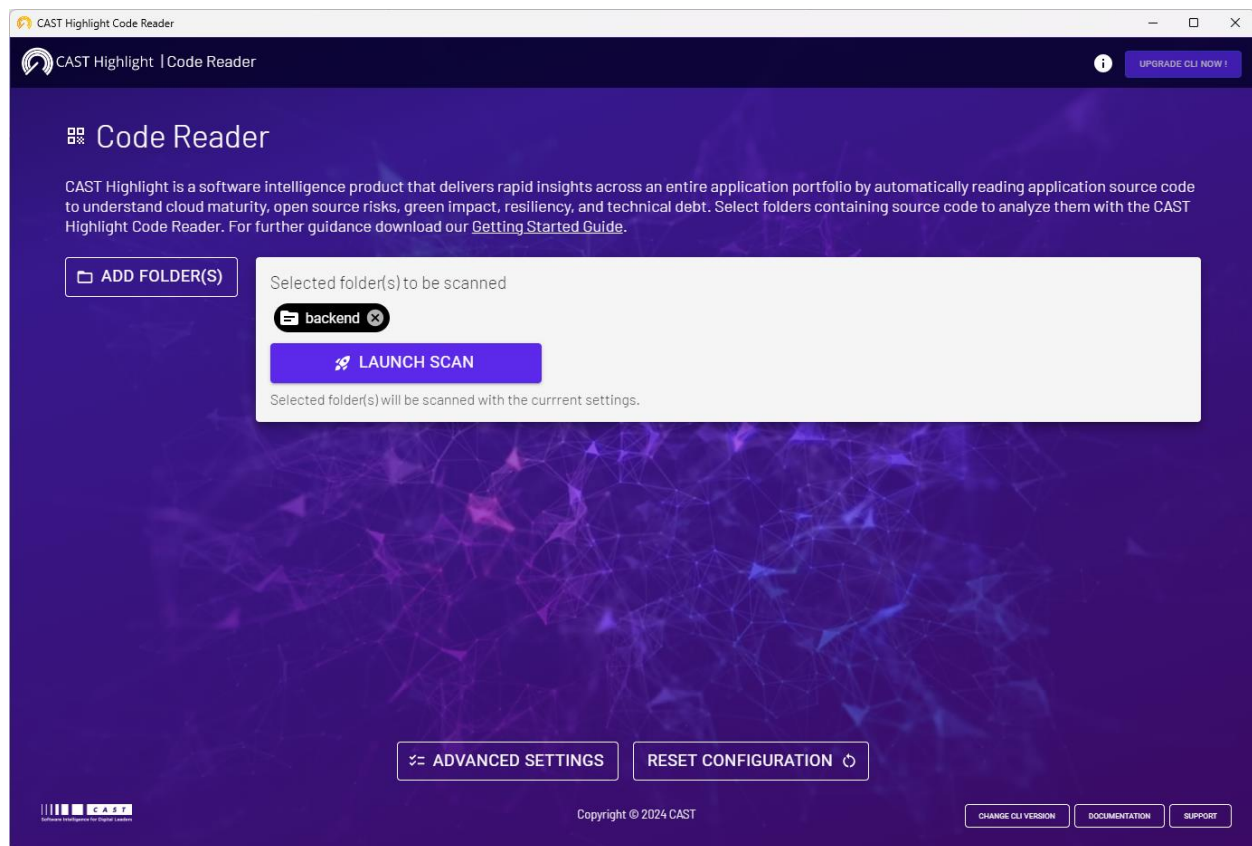 CAST Highlight Code Reader
CAST Highlight | Code Reader
UPGRADE CLI NOW !
Code Reader
CAST Highlight is a software intelligence product that delivers rapid insights across an entire application portfolio by automatically reading application source code
to understand cloud maturity, open source risks, green impact, resiliency, and technical debt. Select folders containing source code to analyze them with the CAST
Highlight Code Reader. For further guidance download our Getting Started Guide.
ADD FOLDER(S)
Selected folder(s) to be scanned
backend
LAUNCH SCAN
Selected folder(s) will be scanned with the currrent settings.
ADVANCED SETTINGS
RESET CONFIGURATION
CAST
Software Intelligence for Digital Leaders
Copyright © 2024 CAST
CHANGE CLI VERSION
DOCUMENTATION
SUPPORT